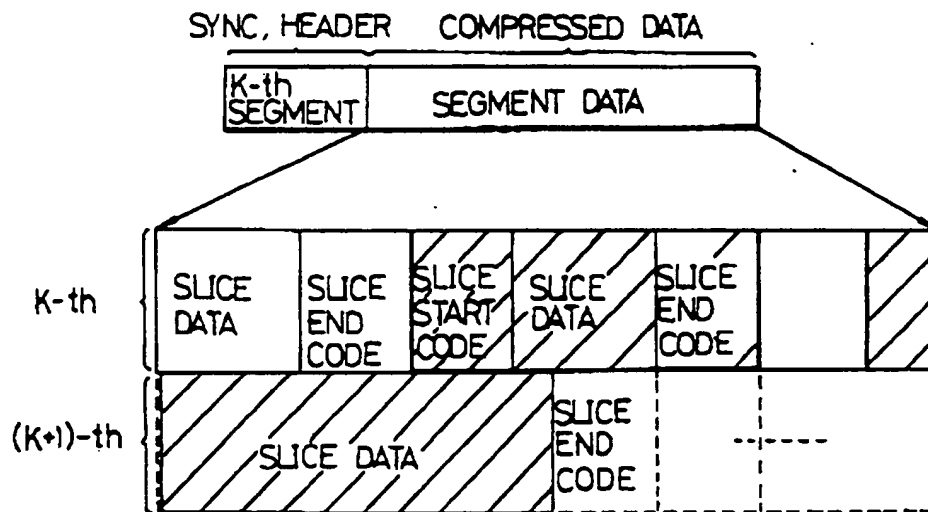 SYNC, HEADER COMPRESSED DATA
K-th
SEGMENT
SEGMENT DATA
K-th
SLICE
DATA
SLICE
END
CODE
SLICE
START
CODE
SLICE
DATA
SLICE
END
CODE
(K+1)-th
SLICE DATA
SLICE
END
CODE